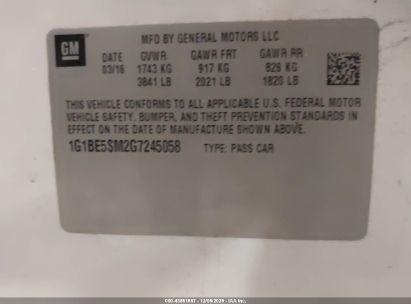 GM
MFD BY GENERAL MOTORS LLC
DATE GVWR GAWR FRT GAWR RR
03/16 1743 KG 917 KG 826 KG
3841 LB 2021 LB 1820 LB
THIS VEHICLE CONFORMS TO ALL APPLICABLE U.S. FEDERAL MOTOR
VEHICLE SAFETY, BUMPER, AND THEFT PREVENTION STANDARDS IN
EFFECT ON THE DATE OF MANUFACTURE SHOWN ABOVE.
1G1BE5SM2G7245058 TYPE: PASS CAR